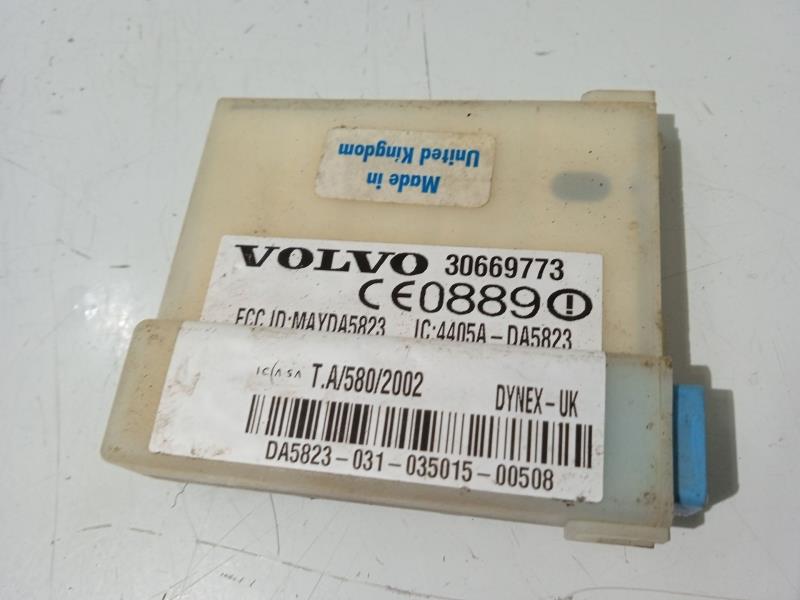 Made in
United Kingdom
VOLVO 30669773
CE0889!
FCC ID:MAYDA5823 IC:4405A-DA5823
ICASA T.A/580/2002 DYNEX-UK
DA5823-031-035015-00508